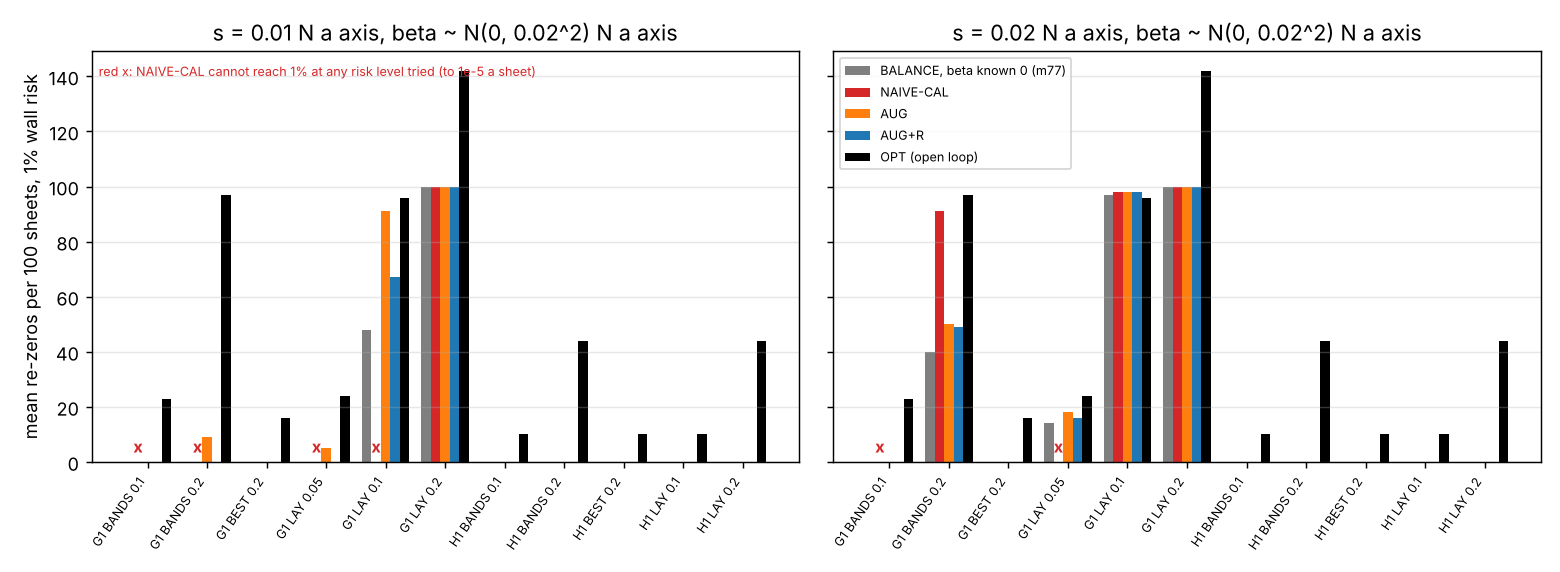 s = 0.01 N a axis, beta ~ N(0, 0.02^2) N a axis
mean re-zeros per 100 sheets, 1% wall risk
140
120
100
80
60
40
20
0
red x: NAIVE-CAL cannot reach 1% at any risk level tried (to 1e-5 a sheet)
x
x
x
x
G1 BANDS 0.1
G1 BANDS 0.2
G1 BEST 0.2
G1 LAY 0.05
G1 LAY 0.1
G1 LAY 0.2
H1 BANDS 0.1
H1 BANDS 0.2
H1 BEST 0.2
H1 LAY 0.1
H1 LAY 0.2
s = 0.02 N a axis, beta ~ N(0, 0.02^2) N a axis
BALANCE, beta known 0 (m77)
NAIVE-CAL
AUG
AUG+R
OPT (open loop)
x
x
G1 BANDS 0.1
G1 BANDS 0.2
G1 BEST 0.2
G1 LAY 0.05
G1 LAY 0.1
G1 LAY 0.2
H1 BANDS 0.1
H1 BANDS 0.2
H1 BEST 0.2
H1 LAY 0.1
H1 LAY 0.2